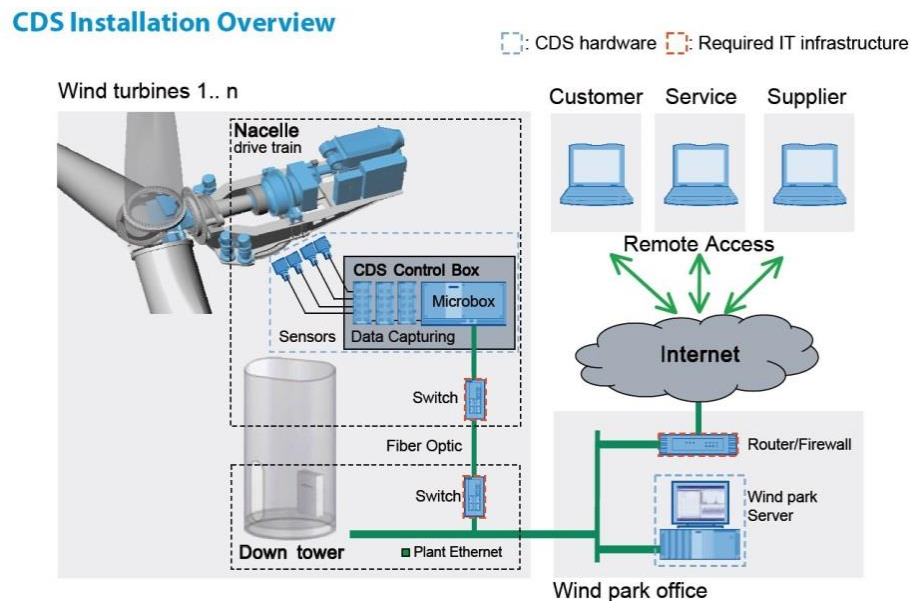 CDS Installation Overview
: CDS hardware : Required IT infrastructure
Wind turbines 1.. n
Customer Service Supplier
Nacelle
drive train
Remote Access
CDS Control Box
Microbox
Sensors Data Capturing
Internet
Switch
Fiber Optic
Router/Firewall
Switch
Wind park
Server
Down tower
Plant Ethernet
Wind park office